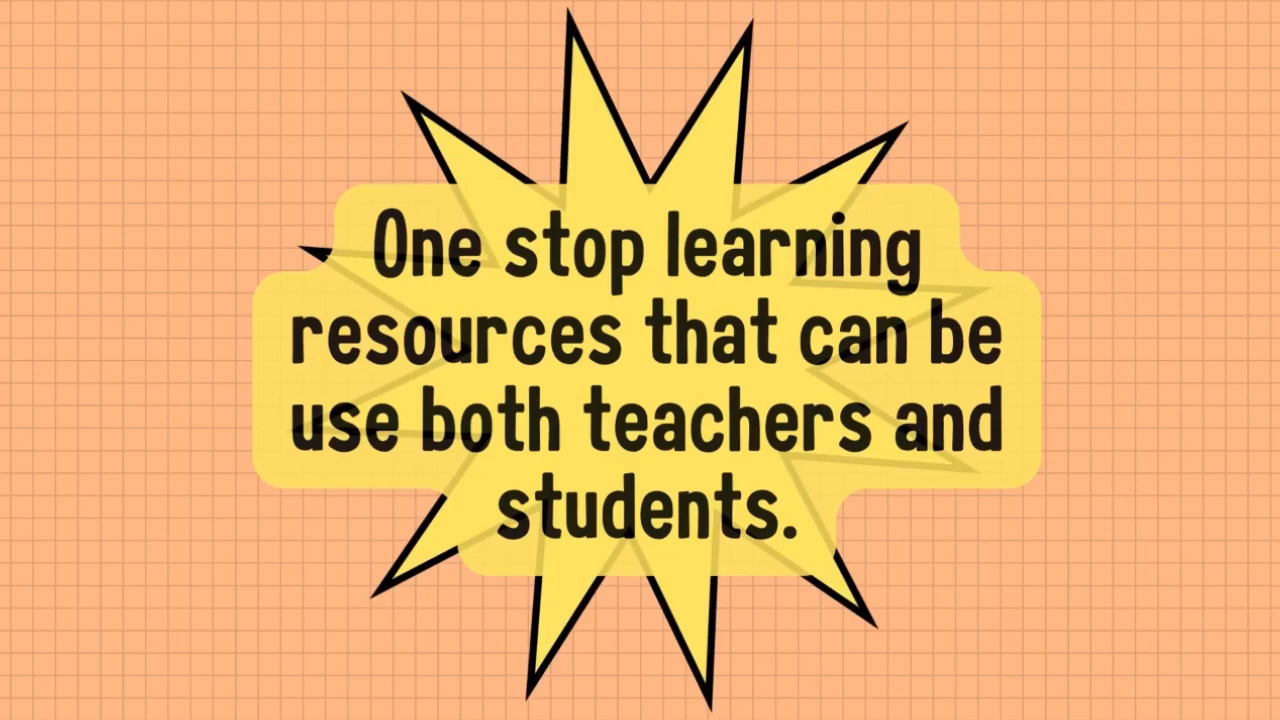 One stop learning
resources that can be
use both teachers and
students.